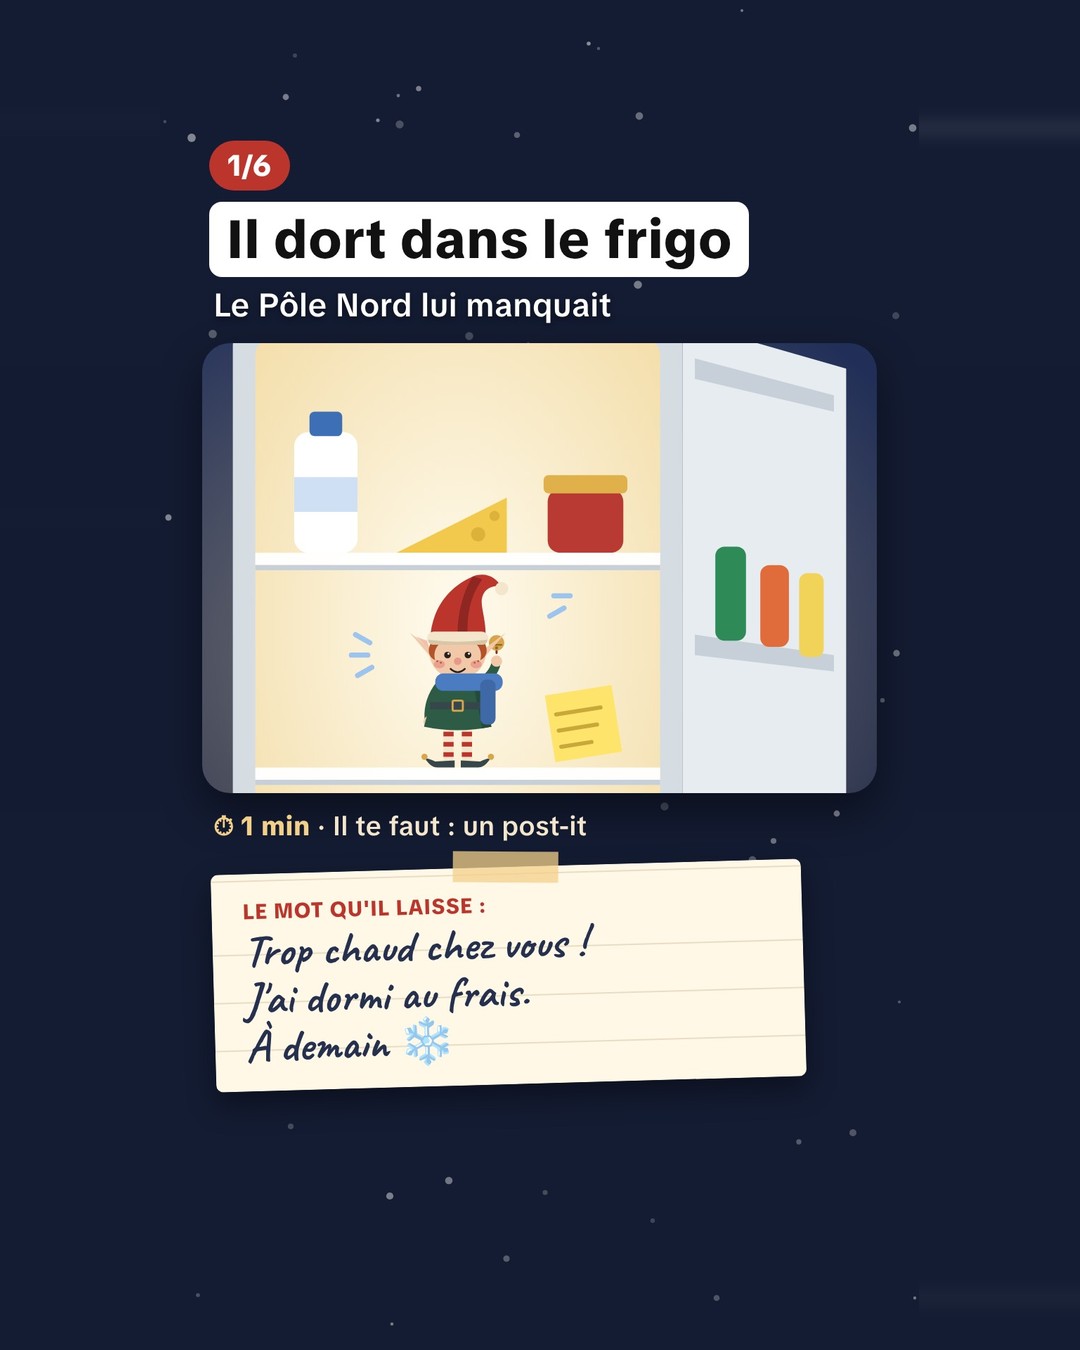 1/6
Il dort dans le frigo
Le Pôle Nord lui manquait
⏱ 1 min · Il te faut : un post-it
LE MOT QU'IL LAISSE :
Trop chaud chez vous !
J'ai dormi au frais.
À demain ❄️